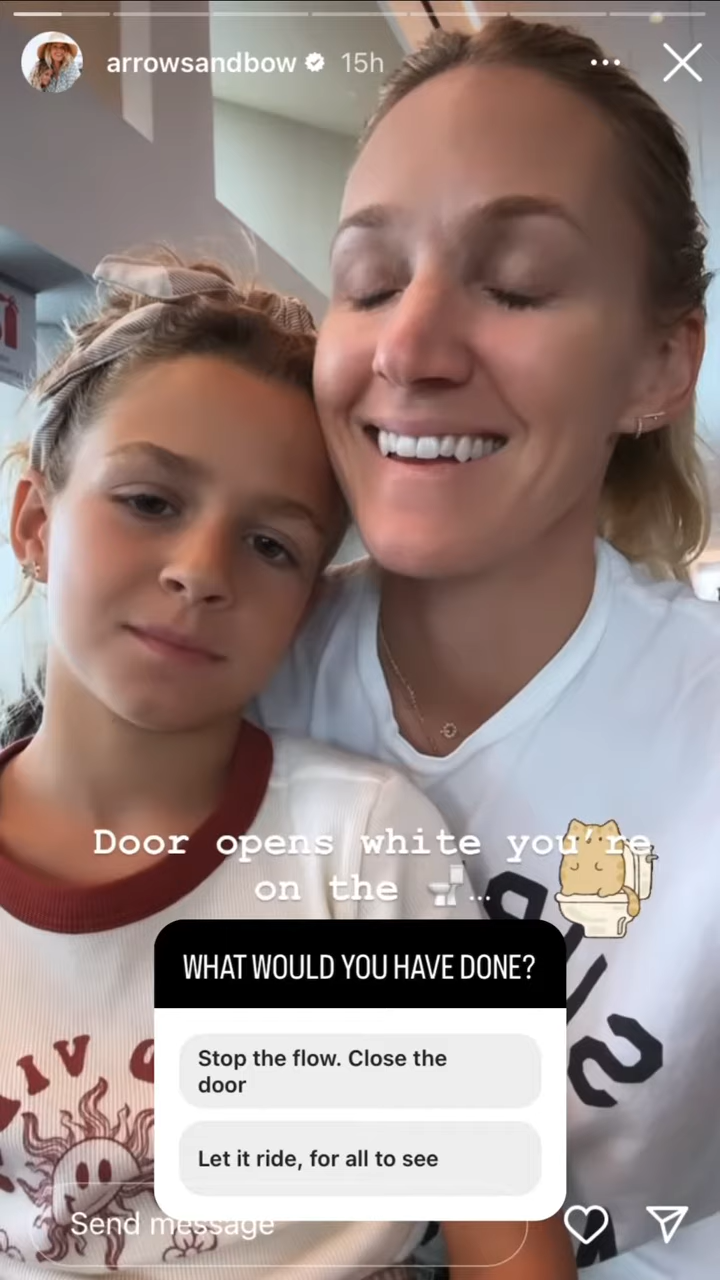 arrowsandbow 15h
Door opens white you're
on the ...
WHAT WOULD YOU HAVE DONE?
Stop the flow. Close the
door
Let it ride, for all to see
Send message